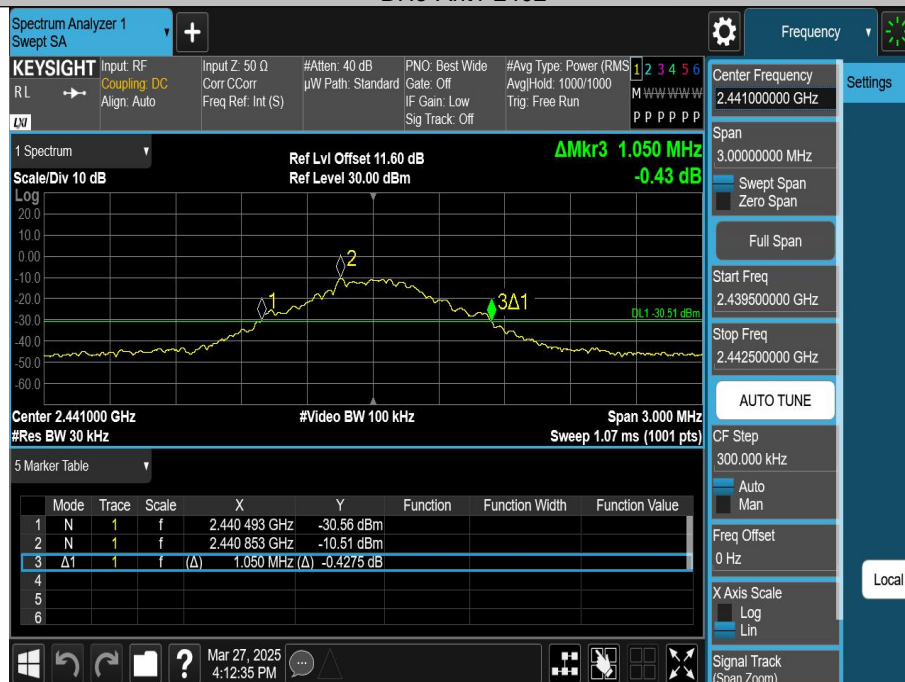 Spectrum Analyzer 1
Swept SA
Frequency
KEYSIGHT
RL
LXI
Input: RF
Coupling: DC
Align: Auto
Input Z: 50 Ω
Corr CCorr
Freq Ref: Int (S)
#Atten: 40 dB
µW Path: Standard
PNO: Best Wide
Gate: Off
IF Gain: Low
Sig Track: Off
#Avg Type: Power (RMS
Avg|Hold: 1000/1000
Trig: Free Run
1 2 3 4 5 6
M W W W W W
P P P P P P
1 Spectrum
Scale/Div 10 dB
Ref Lvl Offset 11.60 dB
Ref Level 30.00 dBm
ΔMkr3 1.050 MHz
-0.43 dB
Log
20.0
10.0
0.00
-10.0
-20.0
-30.0
-40.0
-50.0
-60.0
1
2
3Δ1
DL1 -30.51 dBm
Center 2.441000 GHz
#Video BW 100 kHz
Span 3.000 MHz
#Res BW 30 kHz
Sweep 1.07 ms (1001 pts)
5 Marker Table
Mode Trace Scale X Y Function Function Width Function Value
1 N 1 f 2.440 493 GHz -30.56 dBm
2 N 1 f 2.440 853 GHz -10.51 dBm
3 Δ1 1 f (Δ) 1.050 MHz (Δ) -0.4275 dB
4
5
6
?
Mar 27, 2025
4:12:35 PM
Center Frequency
2.441000000 GHz
Settings
Span
3.00000000 MHz
Swept Span
Zero Span
Full Span
Start Freq
2.439500000 GHz
Stop Freq
2.442500000 GHz
AUTO TUNE
CF Step
300.000 kHz
Auto
Man
Freq Offset
0 Hz
Local
X Axis Scale
Log
Lin
Signal Track
(Span Zoom)